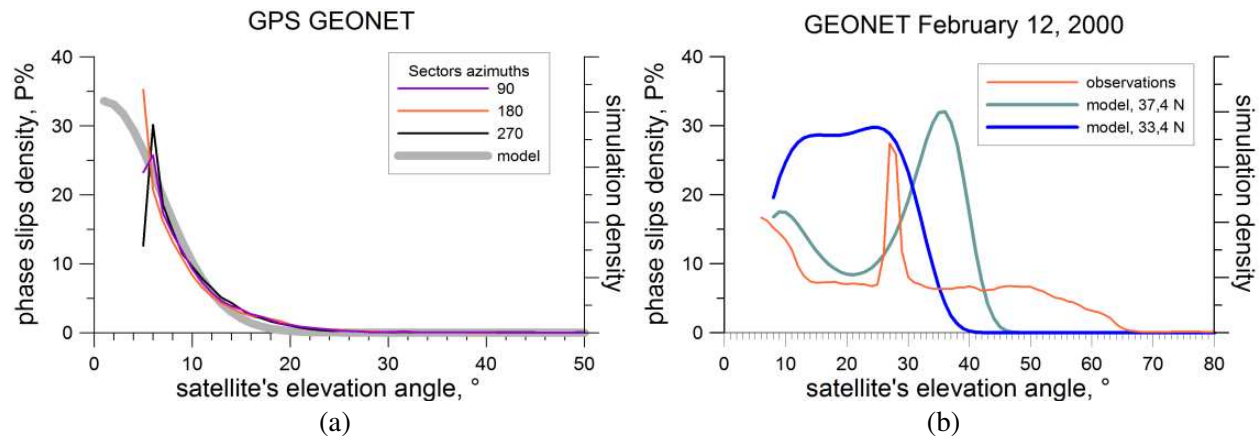 GPS GEONET
phase slips density, P%
40
30
20
10
0
Sectors azimuths
90
180
270
model
simulation density
0
10
20
30
40
50
satellite's elevation angle, °
(a)
GEONET February 12, 2000
phase slips density, P%
40
30
20
10
0
observations
model, 37,4 N
model, 33,4 N
simulation density
0
10
20
30
40
50
60
70
80
satellite's elevation angle, °
(b)